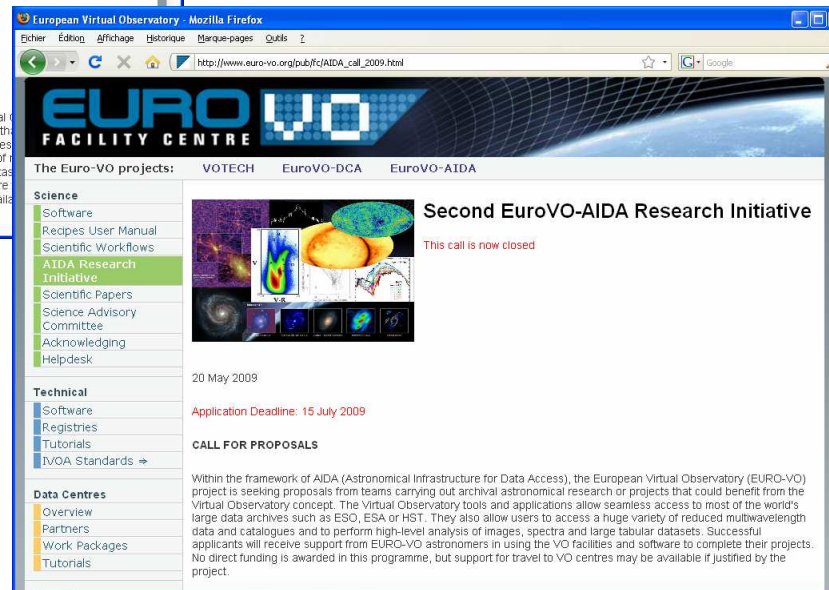 European Virtual Observatory - Mozilla Firefox
Fichier Édition Affichage Historique Marque-pages Outils ?
http://www.euro-vo.org/pub/fc/AIDA_call_2009.html
Google
EURO VO
FACILITY CENTRE
The Euro-VO projects: VOTECH EuroVO-DCA EuroVO-AIDA
Science
Software
Recipes User Manual
Scientific Workflows
AIDA Research
Initiative
Scientific Papers
Science Advisory
Committee
Acknowledging
Helpdesk
Technical
Software
Registries
Tutorials
IVOA Standards ⇒
Data Centres
Overview
Partners
Work Packages
Tutorials
V
V-R
Second EuroVO-AIDA Research Initiative
This call is now closed
20 May 2009
Application Deadline: 15 July 2009
CALL FOR PROPOSALS
Within the framework of AIDA (Astronomical Infrastructure for Data Access), the European Virtual Observatory (EURO-VO)
project is seeking proposals from teams carrying out archival astronomical research or projects that could benefit from the
Virtual Observatory concept. The Virtual Observatory tools and applications allow seamless access to most of the world's
large data archives such as ESO, ESA or HST. They also allow users to access a huge variety of reduced multiwavelength
data and catalogues and to perform high-level analysis of images, spectra and large tabular datasets. Successful
applicants will receive support from EURO-VO astronomers in using the VO facilities and software to complete their projects.
No direct funding is awarded in this programme, but support for travel to VO centres may be available if justified by the
project.